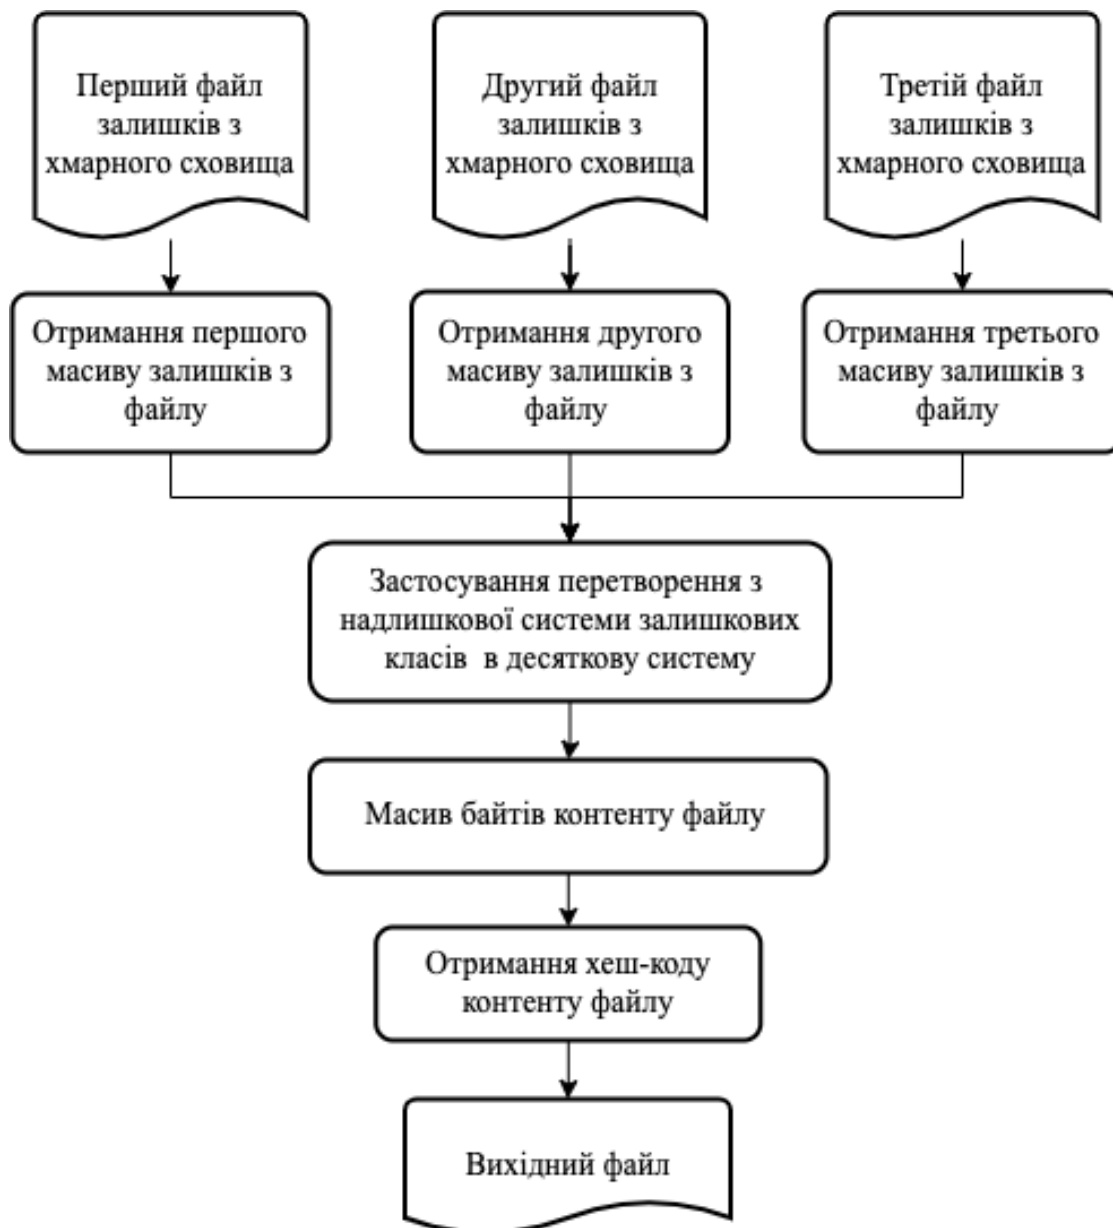 Перший файл
залишків з
хмарного сховища
Другий файл
залишків з
хмарного сховища
Третій файл
залишків з
хмарного сховища
Отримання першого
масиву залишків з
файлу
Отримання другого
масиву залишків з
файлу
Отримання третього
масиву залишків з
файлу
Застосування перетворення з
надлишкової системи залишкових
класів в десяткову систему
Масив байтів контенту файлу
Отримання хеш-коду
контенту файлу
Вихідний файл